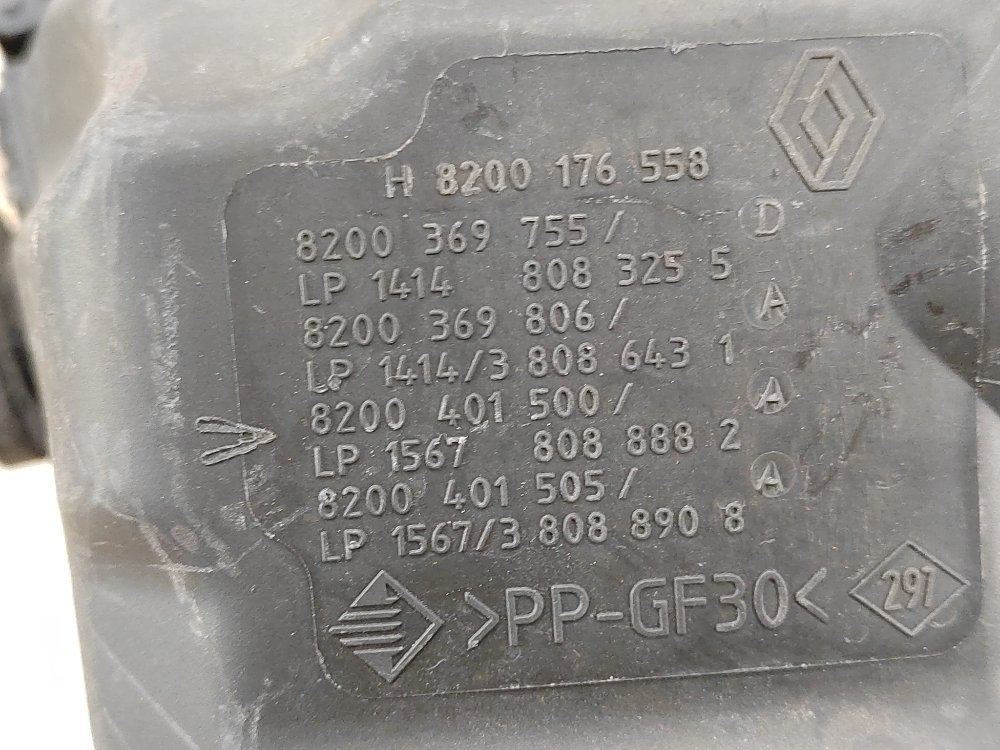 H 8200 176 558
8200 369 755 / D
LP 1414 808 325 5
8200 369 806 / A
LP 1414/3 808 643 1
8200 401 500 / A
LP 1567 808 888 2
8200 401 505 / A
LP 1567/3 808 890 8
>PP-GF30< 297